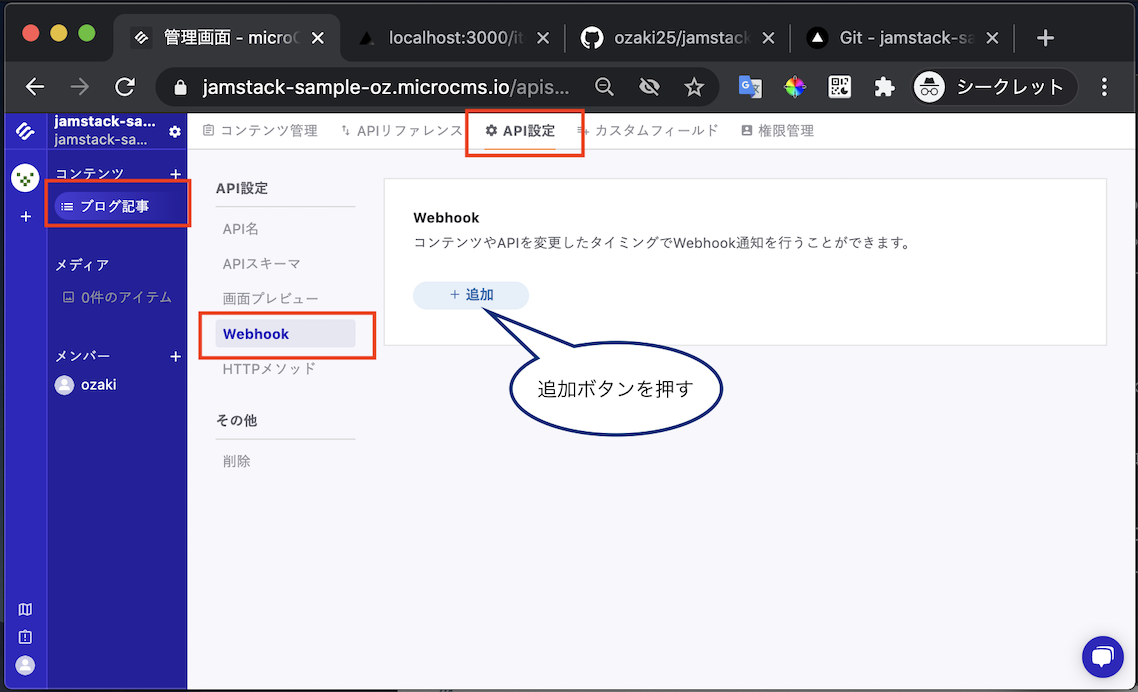 管理画面 - microC
localhost:3000/it
ozaki25/jamstack
Git - jamstack-sa
jamstack-sample-oz.microcms.io/apis...
シークレット
jamstack-sa...
jamstack-sa...
コンテンツ
ブログ記事
メディア
0件のアイテム
メンバー
ozaki
コンテンツ管理
APIリファレンス
API設定
カスタムフィールド
権限管理
API設定
API名
APIスキーマ
画面プレビュー
Webhook
HTTPメソッド
その他
削除
Webhook
コンテンツやAPIを変更したタイミングでWebhook通知を行うことができます。
+ 追加
追加ボタンを押す